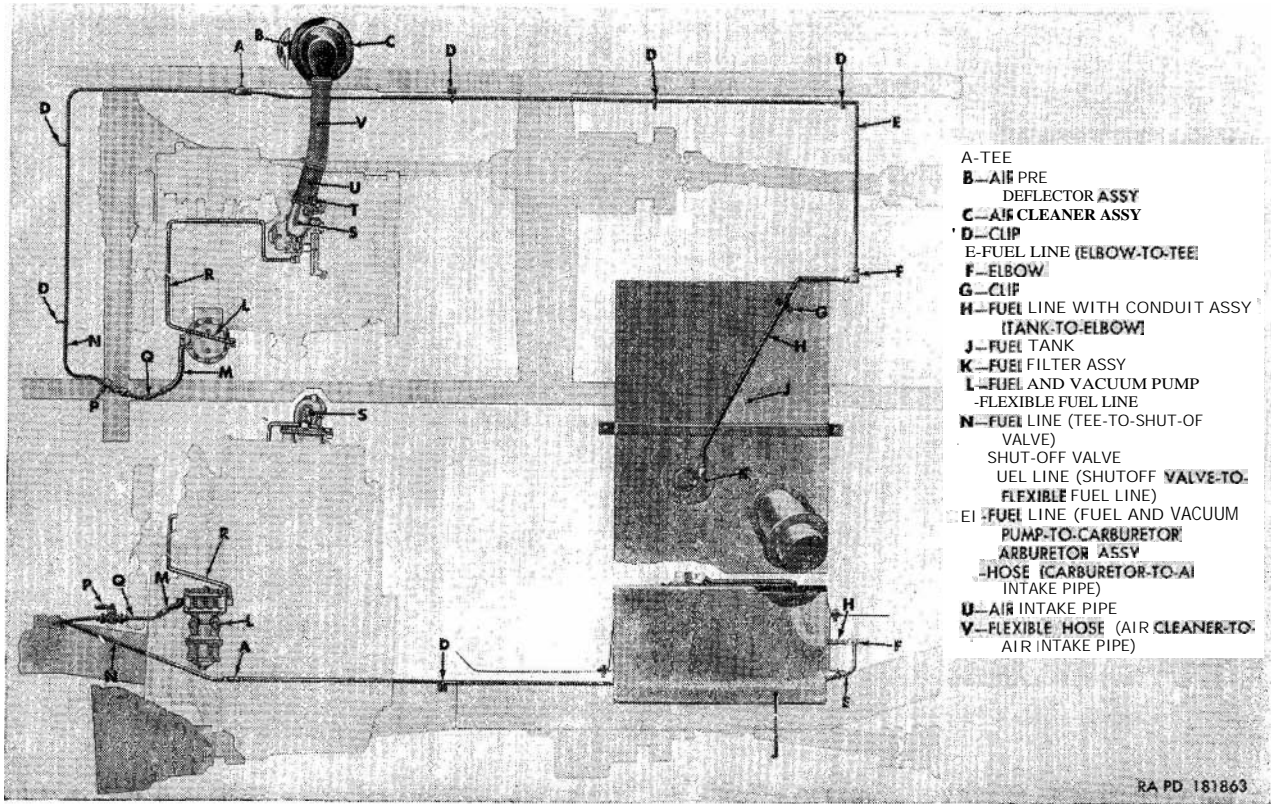 B
C
A
D
D
D
D
V
E
U
T
S
R
F
L
G
D
H
N
Q
M
J
P
S
K
R
P
Q
M
H
L
D
F
N
A
E
A-TEE
B—AIR PRE
DEFLECTOR ASSY
C—AIR CLEANER ASSY
D—CLIP
E-FUEL LINE (ELBOW-TO-TEE
F—ELBOW
G—CLIP
H—FUEL LINE WITH CONDUIT ASSY
(TANK-TO-ELBOW)
J—FUEL TANK
K—FUEL FILTER ASSY
L—FUEL AND VACUUM PUMP
-FLEXIBLE FUEL LINE
N—FUEL LINE (TEE-TO-SHUT-OF
VALVE)
SHUT-OFF VALVE
UEL LINE (SHUTOFF VALVE-TO-
FLEXIBLE FUEL LINE)
EI -FUEL LINE (FUEL AND VACUUM
PUMP-TO-CARBURETOR
ARBURETOR ASSY
-HOSE (CARBURETOR-TO-AI
INTAKE PIPE)
U—AIR INTAKE PIPE
V—FLEXIBLE HOSE (AIR CLEANER-TO-
AIR INTAKE PIPE)
RA PD 181863